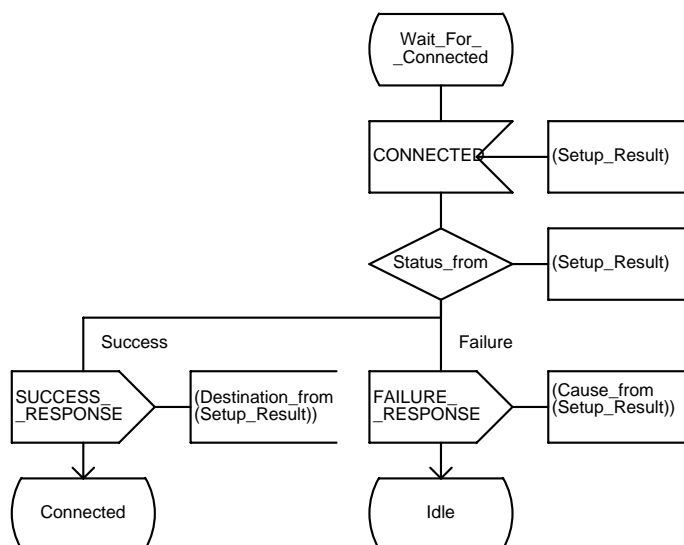 Wait_For_
_Connected
CONNECTED
(Setup_Result)
Status_from
(Setup_Result)
Success
Failure
SUCCESS_
_RESPONSE
(Destination_from
(Setup_Result))
FAILURE_
_RESPONSE
(Cause_from
(Setup_Result))
Connected
Idle